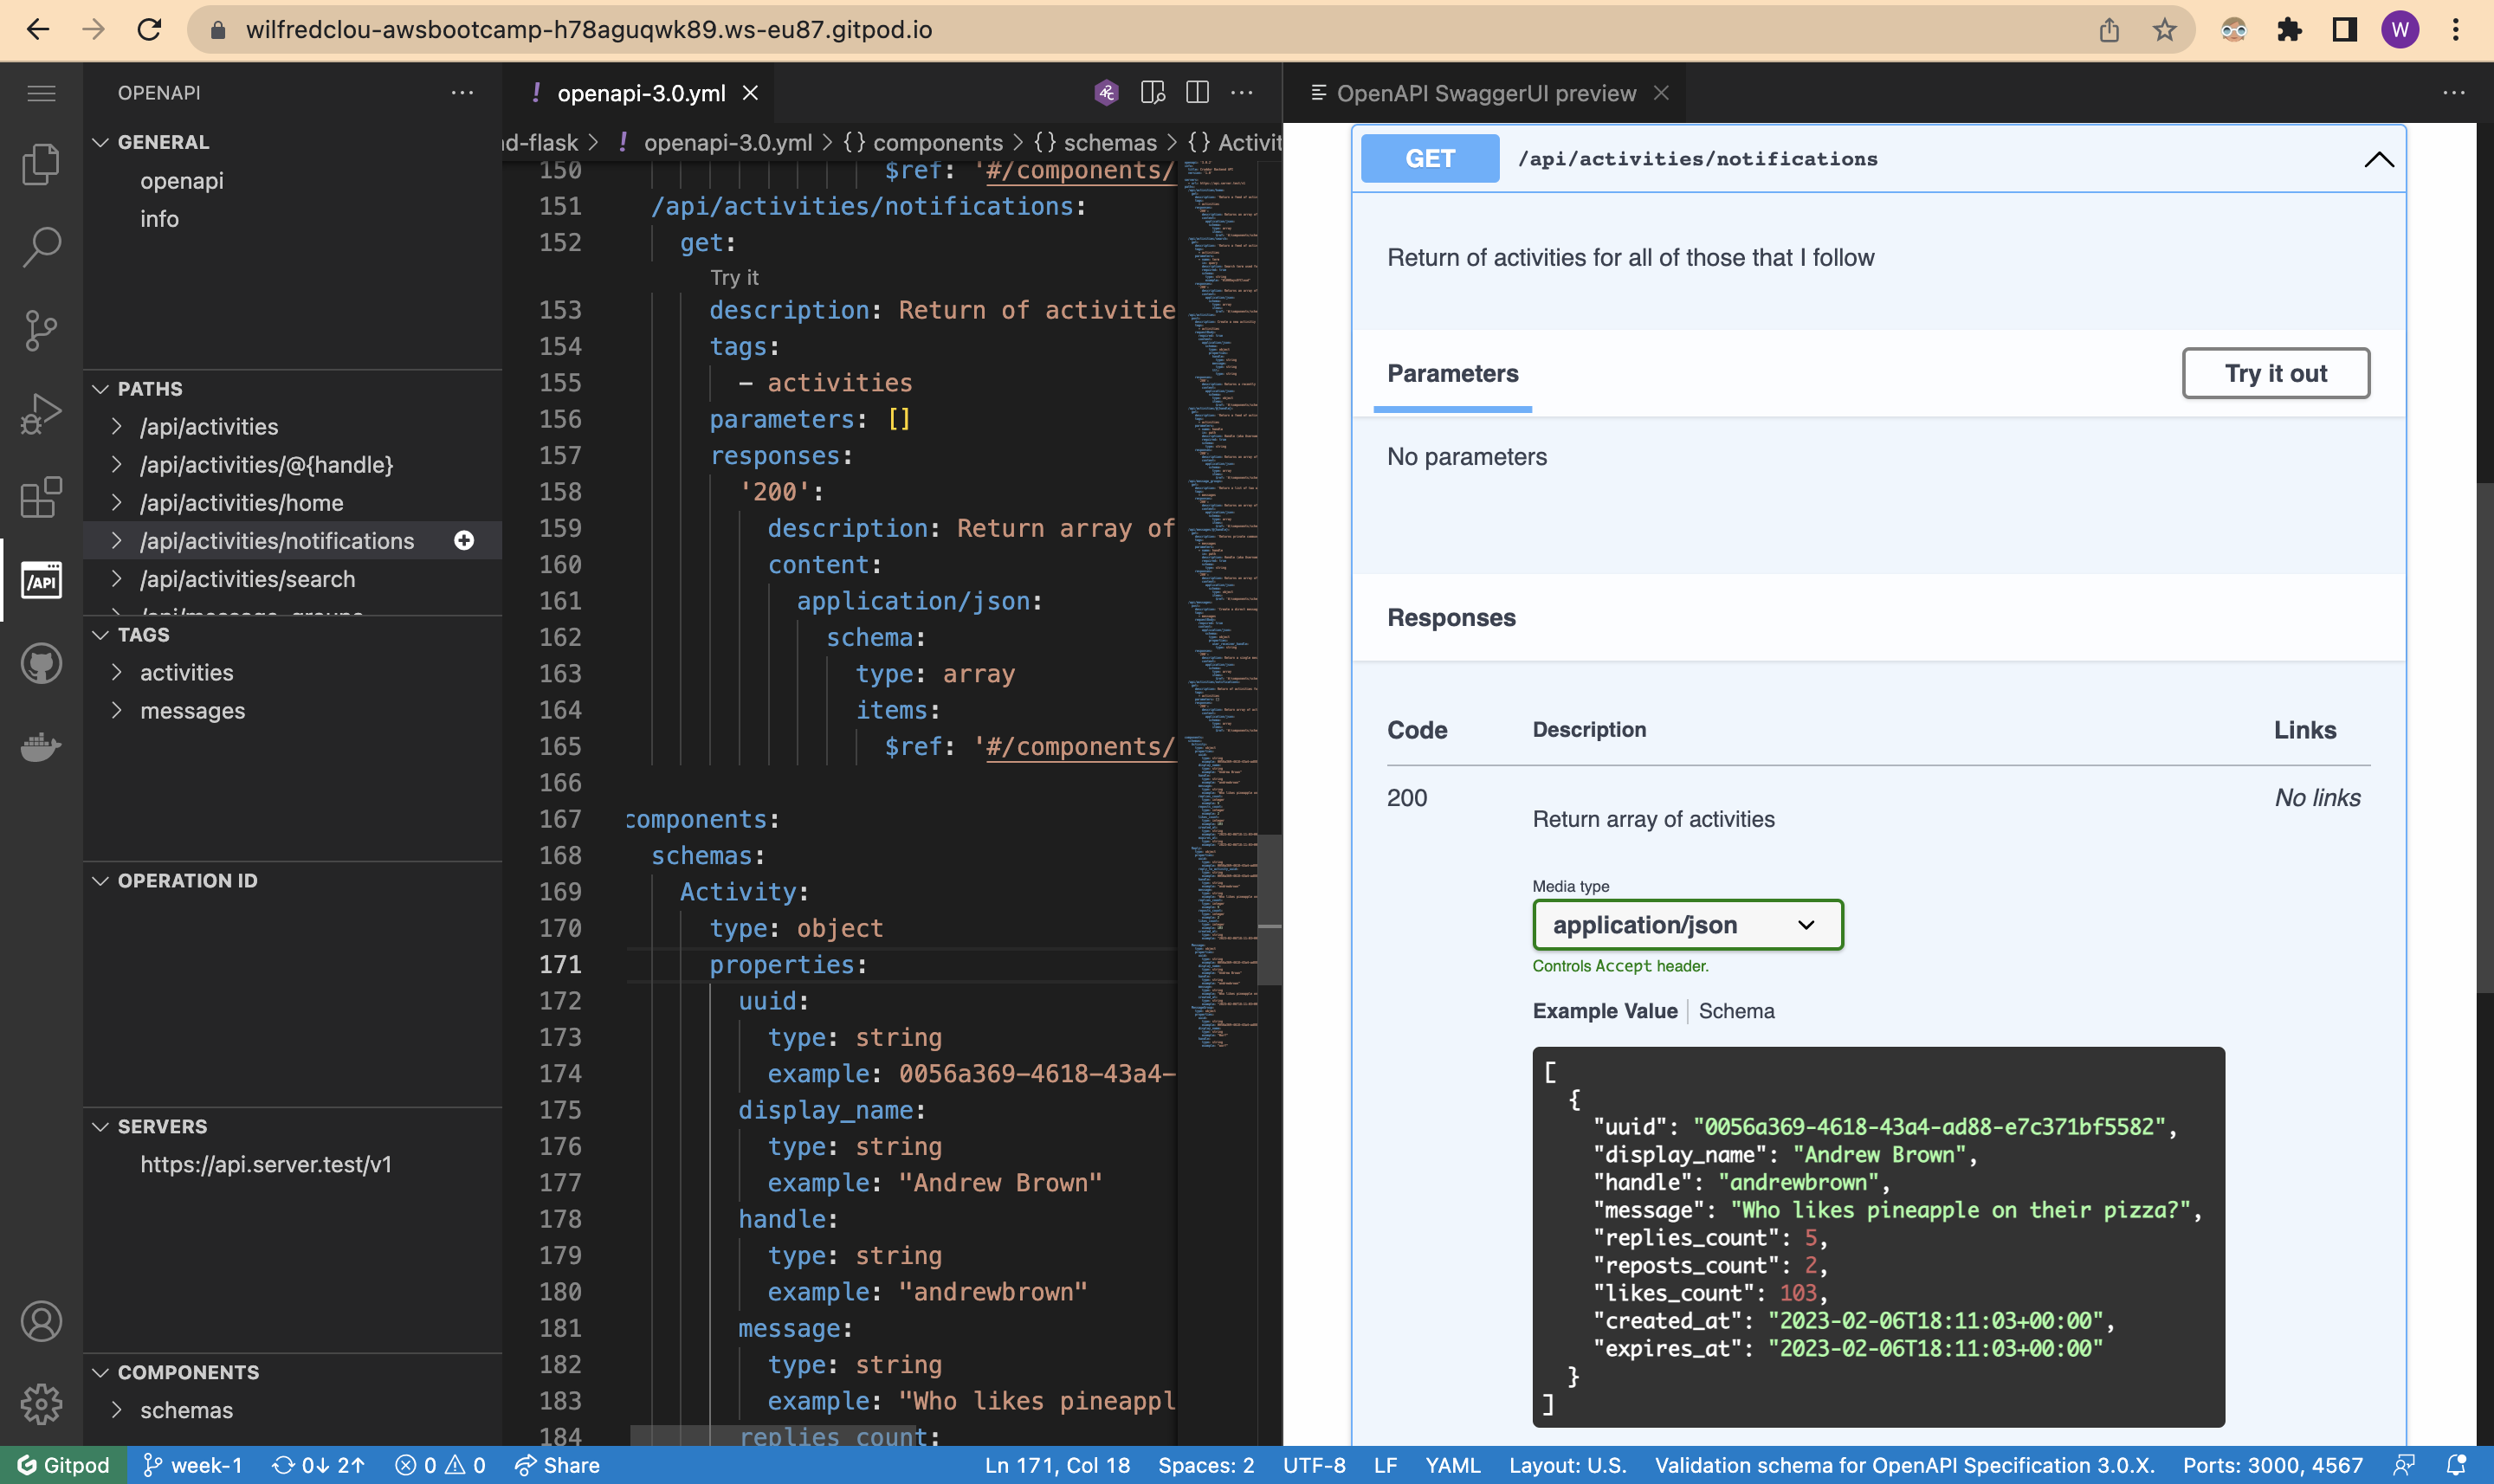 wilfredclou-awsbootcamp-h78aguqwk89.ws-eu87.gitpod.io
W
OPENAPI
GENERAL
openapi
info
PATHS
/api/activities
/api/activities/@{handle}
/api/activities/home
/api/activities/notifications
/api/activities/search
/api/message_groups
TAGS
activities
messages
OPERATION ID
SERVERS
https://api.server.test/v1
COMPONENTS
schemas
/API
! openapi-3.0.yml
nd-flask > ! openapi-3.0.yml > {} components > {} schemas > {} Activit
150 $ref: '#/components/
151 /api/activities/notifications:
152 get:
Try it
153 description: Return of activitie
154 tags:
155 - activities
156 parameters: []
157 responses:
158 '200':
159 description: Return array of
160 content:
161 application/json:
162 schema:
163 type: array
164 items:
165 $ref: '#/components/
166
167 components:
168 schemas:
169 Activity:
170 type: object
171 properties:
172 uuid:
173 type: string
174 example: 0056a369-4618-43a4-
175 display_name:
176 type: string
177 example: "Andrew Brown"
178 handle:
179 type: string
180 example: "andrewbrown"
181 message:
182 type: string
183 example: "Who likes pineappl
184 replies_count:
OpenAPI SwaggerUI preview
GET /api/activities/notifications
Return of activities for all of those that I follow
Parameters
Try it out
No parameters
Responses
Code Description Links
200 Return array of activities No links
Media type
application/json
Controls Accept header.
Example Value | Schema
[
{
"uuid": "0056a369-4618-43a4-ad88-e7c371bf5582",
"display_name": "Andrew Brown",
"handle": "andrewbrown",
"message": "Who likes pineapple on their pizza?",
"replies_count": 5,
"reposts_count": 2,
"likes_count": 103,
"created_at": "2023-02-06T18:11:03+00:00",
"expires_at": "2023-02-06T18:11:03+00:00"
}
]
Gitpod week-1 0↓ 2↑ 0 0 Share Ln 171, Col 18 Spaces: 2 UTF-8 LF YAML Layout: U.S. Validation schema for OpenAPI Specification 3.0.X. Ports: 3000, 4567